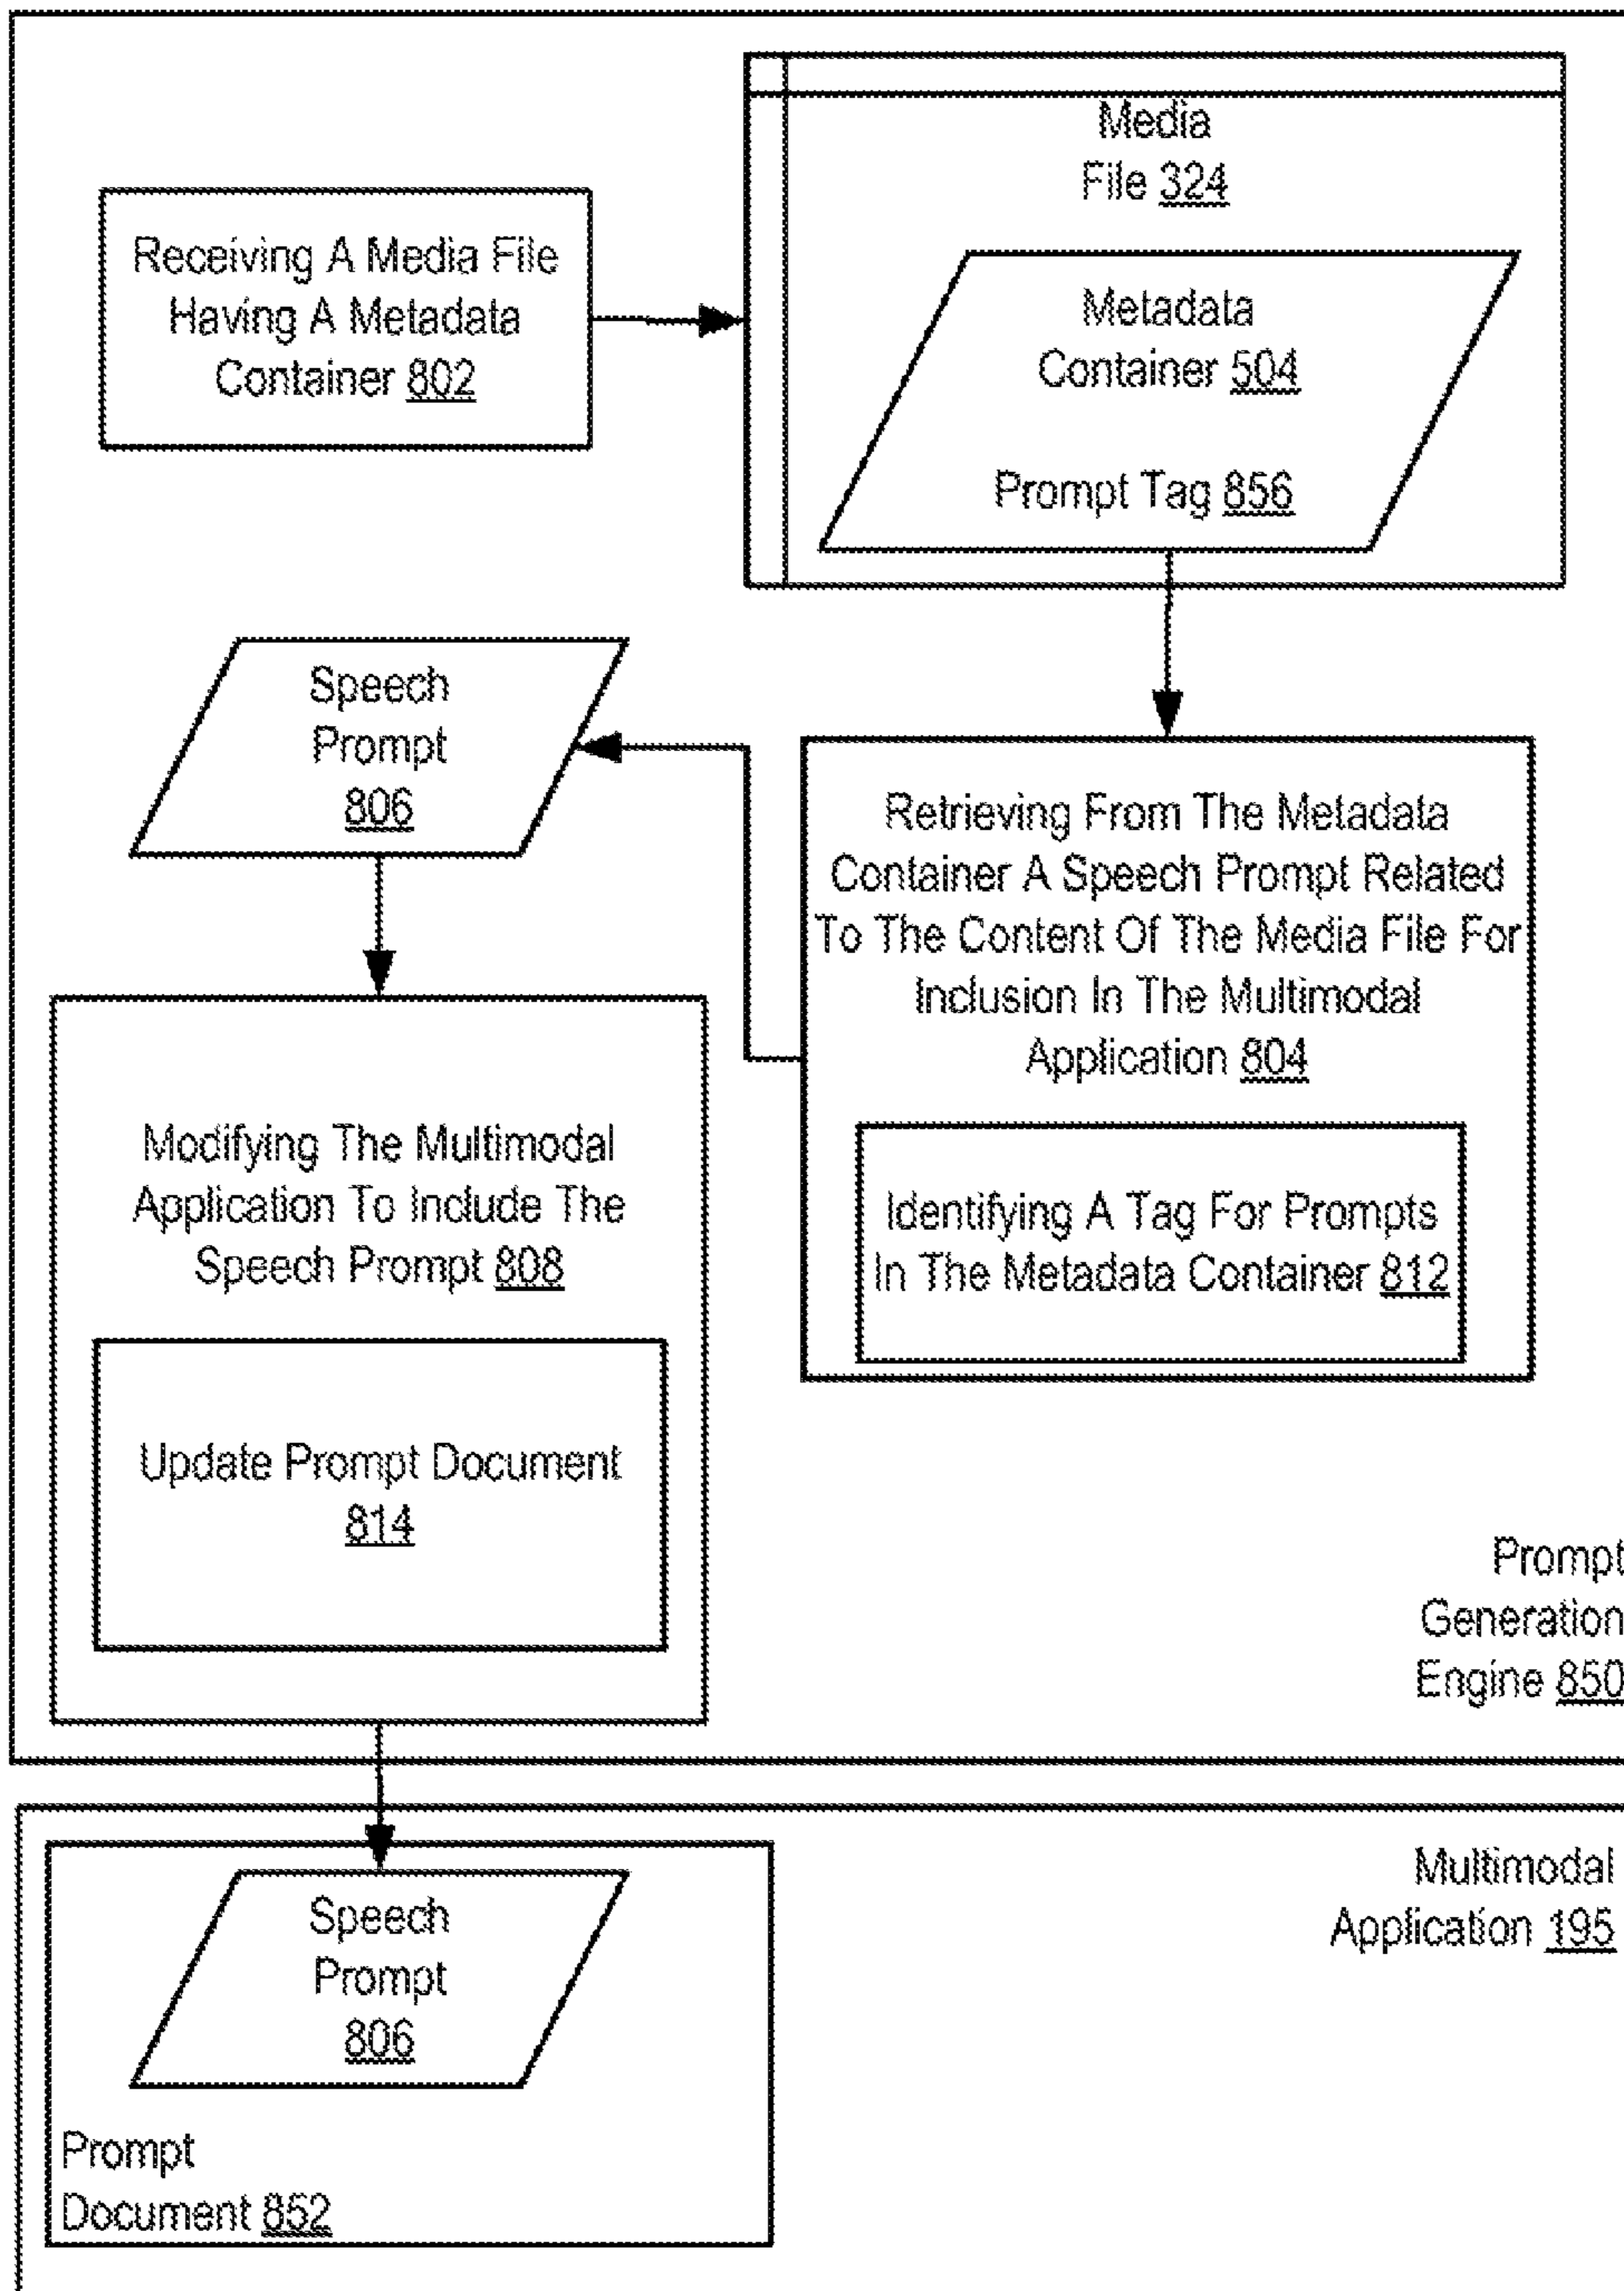 Media
File 324
Receiving A Media File
Having A Metadata
Container 802
Metadata
Container 504
Prompt Tag 856
Speech
Prompt
806
Retrieving From The Metadata
Container A Speech Prompt Related
To The Content Of The Media File For
Inclusion In The Multimodal
Application 804
Identifying A Tag For Prompts
In The Metadata Container 812
Modifying The Multimodal
Application To Include The
Speech Prompt 808
Update Prompt Document
814
Prompt
Generation
Engine 850
Multimodal
Application 195
Speech
Prompt
806
Prompt
Document 852